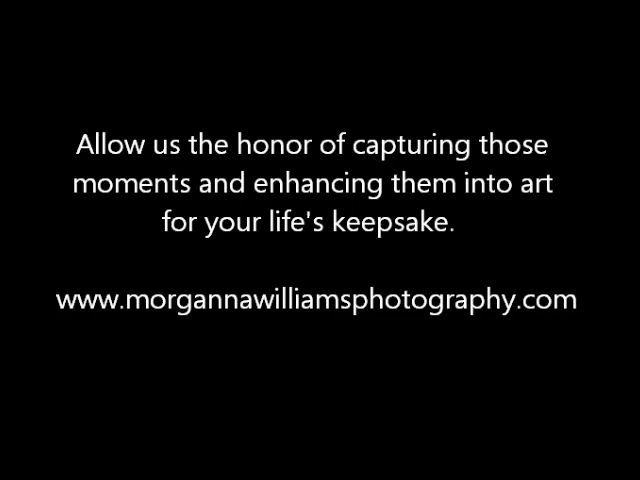 Allow us the honor of capturing those
moments and enhancing them into art
for your life's keepsake.
www.morgannawilliamsphotography.com